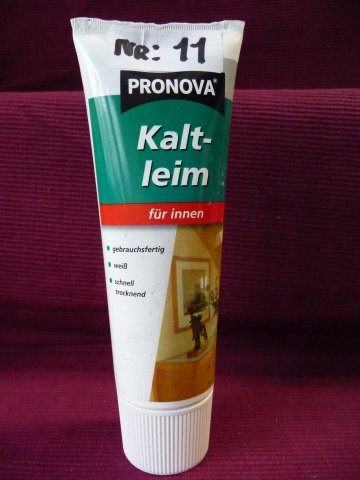 NR: 11
PRONOVA®
Kalt-
leim
für innen
gebrauchsfertig
weiß
schnell
trocknend